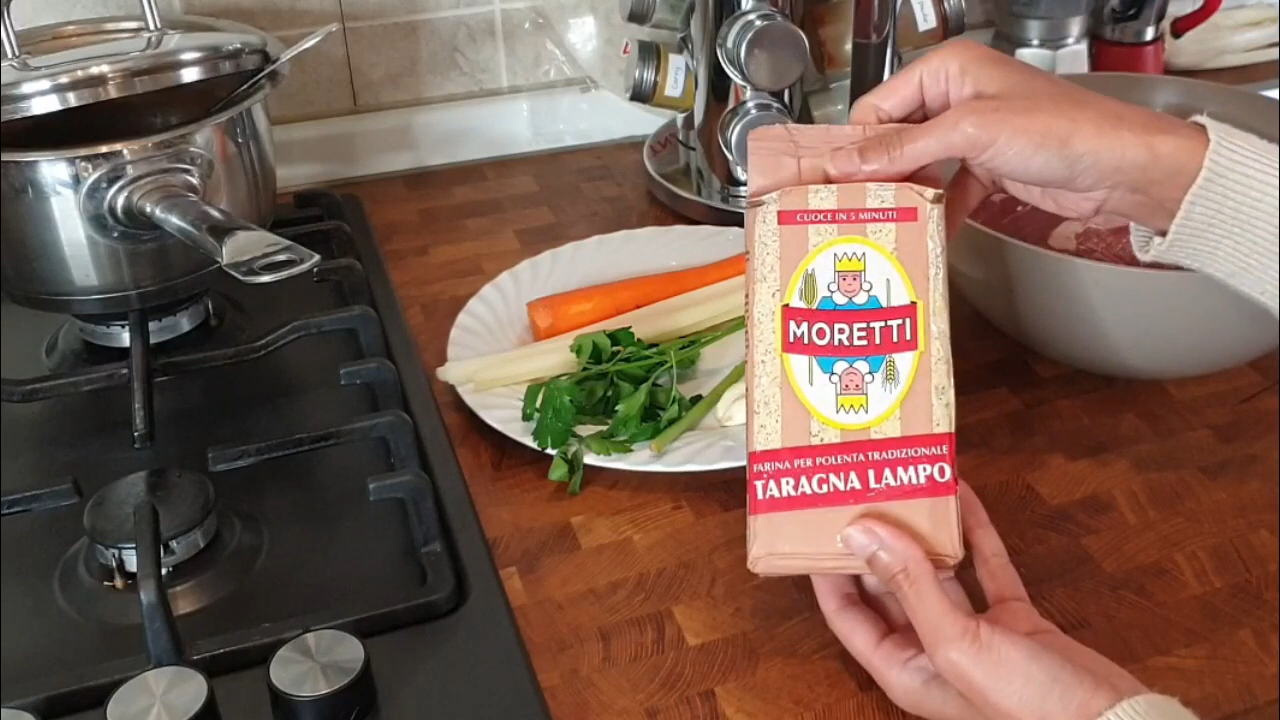 CUOCE IN 5 MINUTI
MORETTI
FARINA PER POLENTA TRADIZIONALE
TARAGNA LAMPO